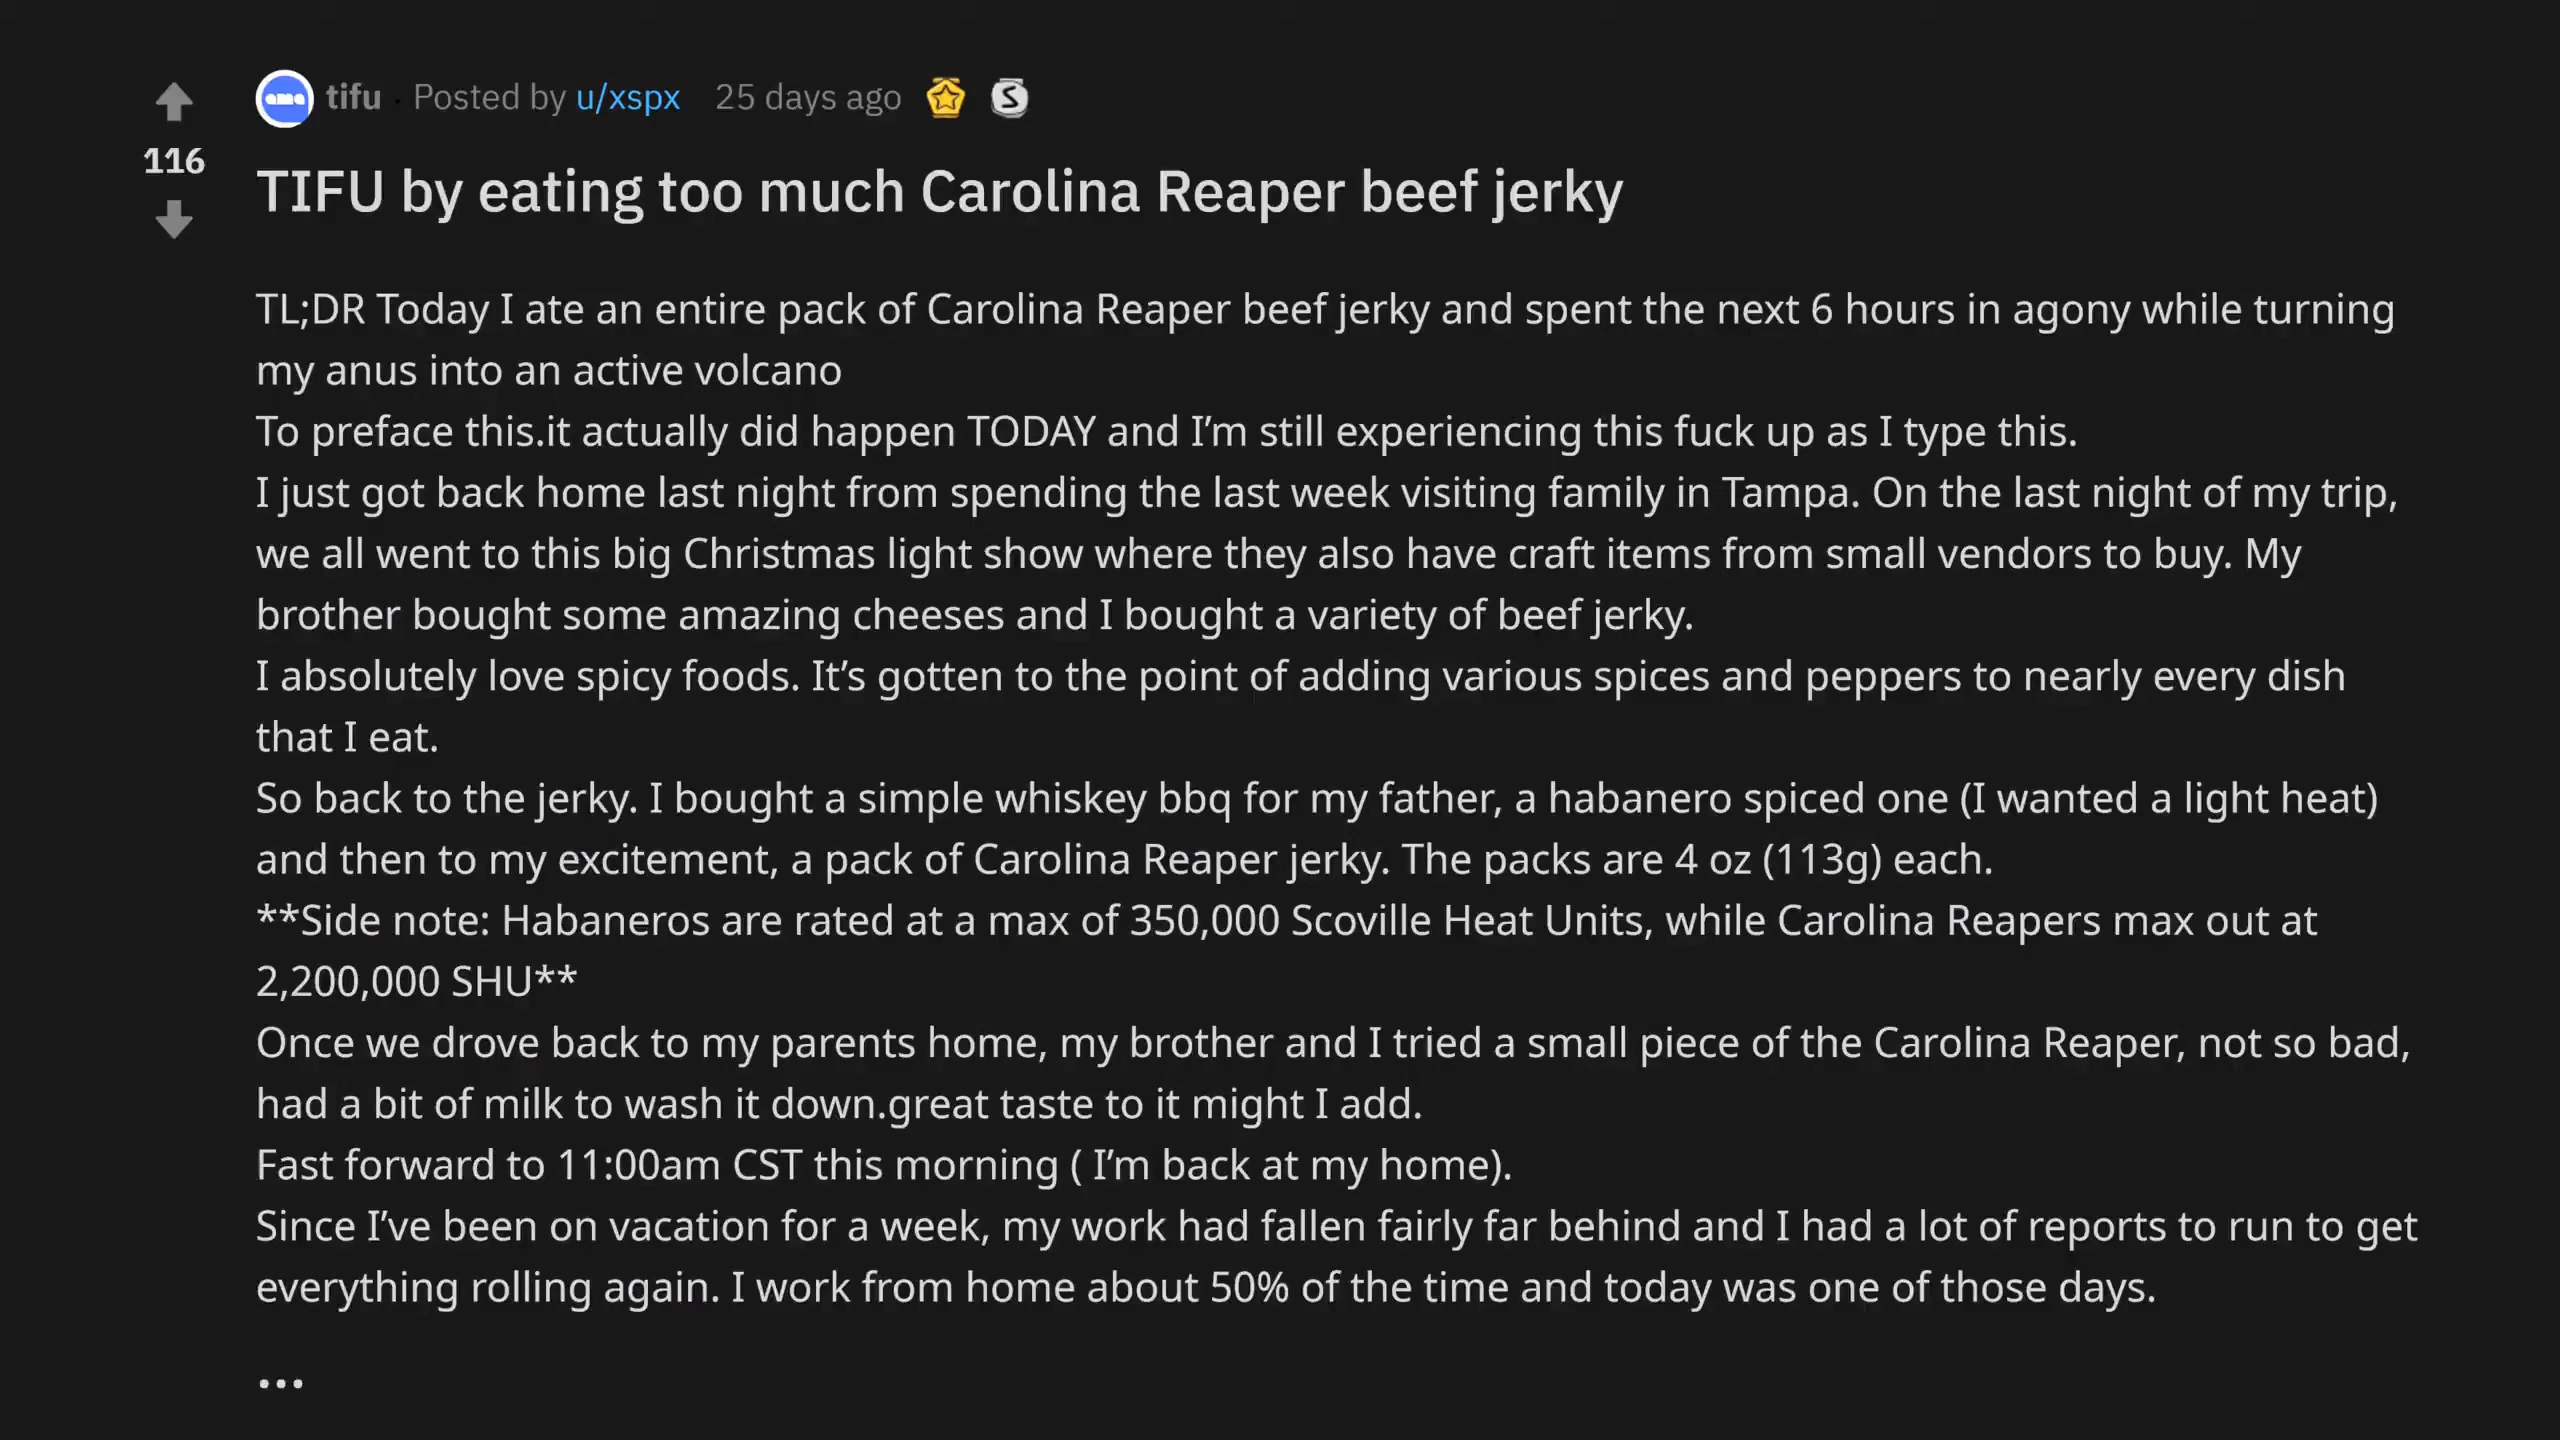 ama tifu · Posted by u/xspx 25 days ago S
116
TIFU by eating too much Carolina Reaper beef jerky
TL;DR Today I ate an entire pack of Carolina Reaper beef jerky and spent the next 6 hours in agony while turning
my anus into an active volcano
To preface this.it actually did happen TODAY and I’m still experiencing this fuck up as I type this.
I just got back home last night from spending the last week visiting family in Tampa. On the last night of my trip,
we all went to this big Christmas light show where they also have craft items from small vendors to buy. My
brother bought some amazing cheeses and I bought a variety of beef jerky.
I absolutely love spicy foods. It’s gotten to the point of adding various spices and peppers to nearly every dish
that I eat.
So back to the jerky. I bought a simple whiskey bbq for my father, a habanero spiced one (I wanted a light heat)
and then to my excitement, a pack of Carolina Reaper jerky. The packs are 4 oz (113g) each.
**Side note: Habaneros are rated at a max of 350,000 Scoville Heat Units, while Carolina Reapers max out at
2,200,000 SHU**
Once we drove back to my parents home, my brother and I tried a small piece of the Carolina Reaper, not so bad,
had a bit of milk to wash it down.great taste to it might I add.
Fast forward to 11:00am CST this morning ( I’m back at my home).
Since I’ve been on vacation for a week, my work had fallen fairly far behind and I had a lot of reports to run to get
everything rolling again. I work from home about 50% of the time and today was one of those days.
...